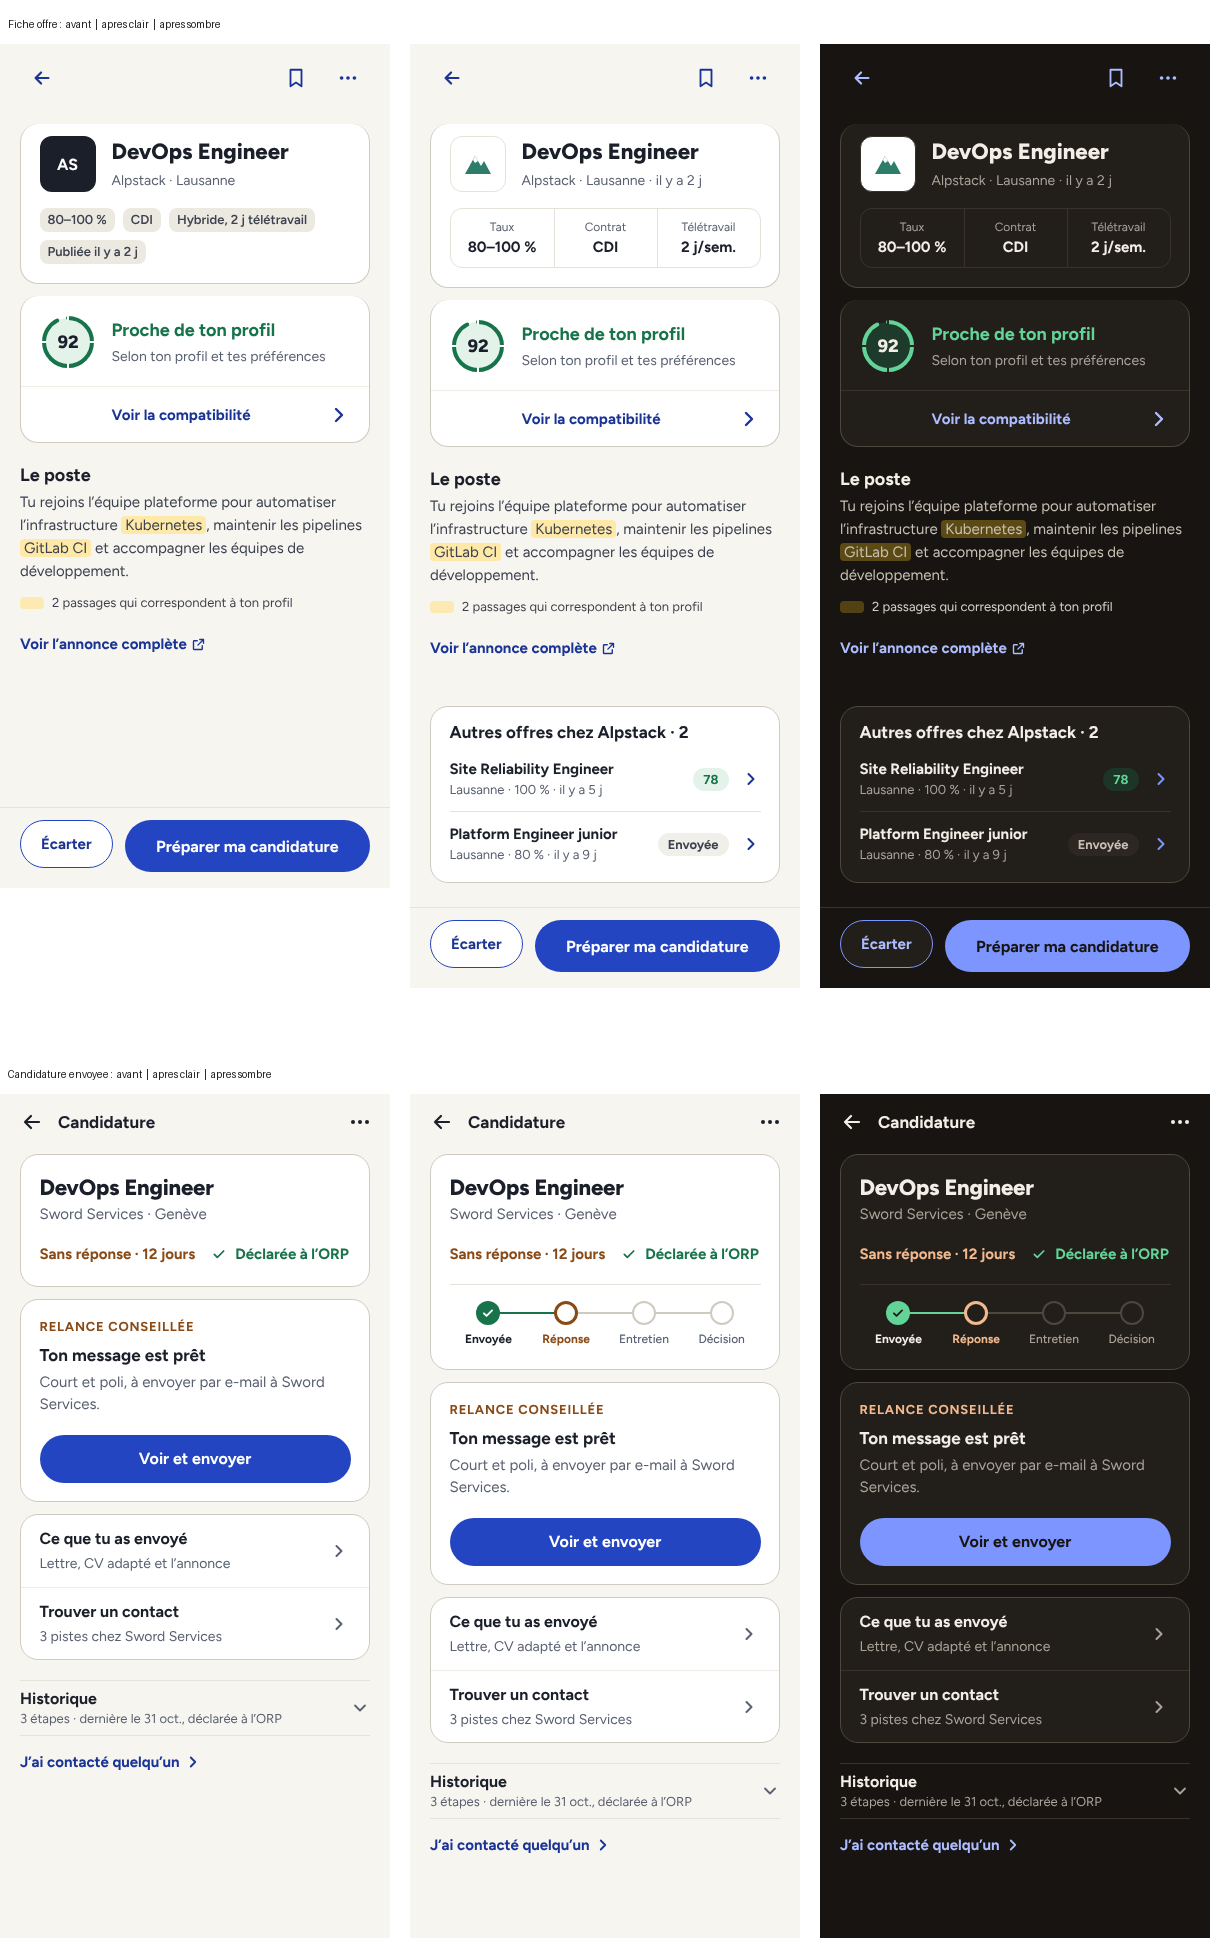 Fiche offre : avant | apres clair | apres sombre
AS
DevOps Engineer
Alpstack · Lausanne
80–100 %
CDI
Hybride, 2 j télétravail
Publiée il y a 2 j
92
Proche de ton profil
Selon ton profil et tes préférences
Voir la compatibilité
Le poste
Tu rejoins l’équipe plateforme pour automatiser
l’infrastructure Kubernetes, maintenir les pipelines
GitLab CI et accompagner les équipes de
développement.
2 passages qui correspondent à ton profil
Voir l’annonce complète
Écarter
Préparer ma candidature
DevOps Engineer
Alpstack · Lausanne · il y a 2 j
Taux
80–100 %
Contrat
CDI
Télétravail
2 j/sem.
92
Proche de ton profil
Selon ton profil et tes préférences
Voir la compatibilité
Le poste
Tu rejoins l’équipe plateforme pour automatiser
l’infrastructure Kubernetes, maintenir les pipelines
GitLab CI et accompagner les équipes de
développement.
2 passages qui correspondent à ton profil
Voir l’annonce complète
Autres offres chez Alpstack · 2
Site Reliability Engineer
Lausanne · 100 % · il y a 5 j
78
Platform Engineer junior
Lausanne · 80 % · il y a 9 j
Envoyée
Écarter
Préparer ma candidature
DevOps Engineer
Alpstack · Lausanne · il y a 2 j
Taux
80–100 %
Contrat
CDI
Télétravail
2 j/sem.
92
Proche de ton profil
Selon ton profil et tes préférences
Voir la compatibilité
Le poste
Tu rejoins l’équipe plateforme pour automatiser
l’infrastructure Kubernetes, maintenir les pipelines
GitLab CI et accompagner les équipes de
développement.
2 passages qui correspondent à ton profil
Voir l’annonce complète
Autres offres chez Alpstack · 2
Site Reliability Engineer
Lausanne · 100 % · il y a 5 j
78
Platform Engineer junior
Lausanne · 80 % · il y a 9 j
Envoyée
Écarter
Préparer ma candidature
Candidature envoyee : avant | apres clair | apres sombre
Candidature
DevOps Engineer
Sword Services · Genève
Sans réponse · 12 jours
Déclarée à l’ORP
RELANCE CONSEILLÉE
Ton message est prêt
Court et poli, à envoyer par e-mail à Sword
Services.
Voir et envoyer
Ce que tu as envoyé
Lettre, CV adapté et l’annonce
Trouver un contact
3 pistes chez Sword Services
Historique
3 étapes · dernière le 31 oct., déclarée à l’ORP
J’ai contacté quelqu’un
Candidature
DevOps Engineer
Sword Services · Genève
Sans réponse · 12 jours
Déclarée à l’ORP
Envoyée
Réponse
Entretien
Décision
RELANCE CONSEILLÉE
Ton message est prêt
Court et poli, à envoyer par e-mail à Sword
Services.
Voir et envoyer
Ce que tu as envoyé
Lettre, CV adapté et l’annonce
Trouver un contact
3 pistes chez Sword Services
Historique
3 étapes · dernière le 31 oct., déclarée à l’ORP
J’ai contacté quelqu’un
Candidature
DevOps Engineer
Sword Services · Genève
Sans réponse · 12 jours
Déclarée à l’ORP
Envoyée
Réponse
Entretien
Décision
RELANCE CONSEILLÉE
Ton message est prêt
Court et poli, à envoyer par e-mail à Sword
Services.
Voir et envoyer
Ce que tu as envoyé
Lettre, CV adapté et l’annonce
Trouver un contact
3 pistes chez Sword Services
Historique
3 étapes · dernière le 31 oct., déclarée à l’ORP
J’ai contacté quelqu’un